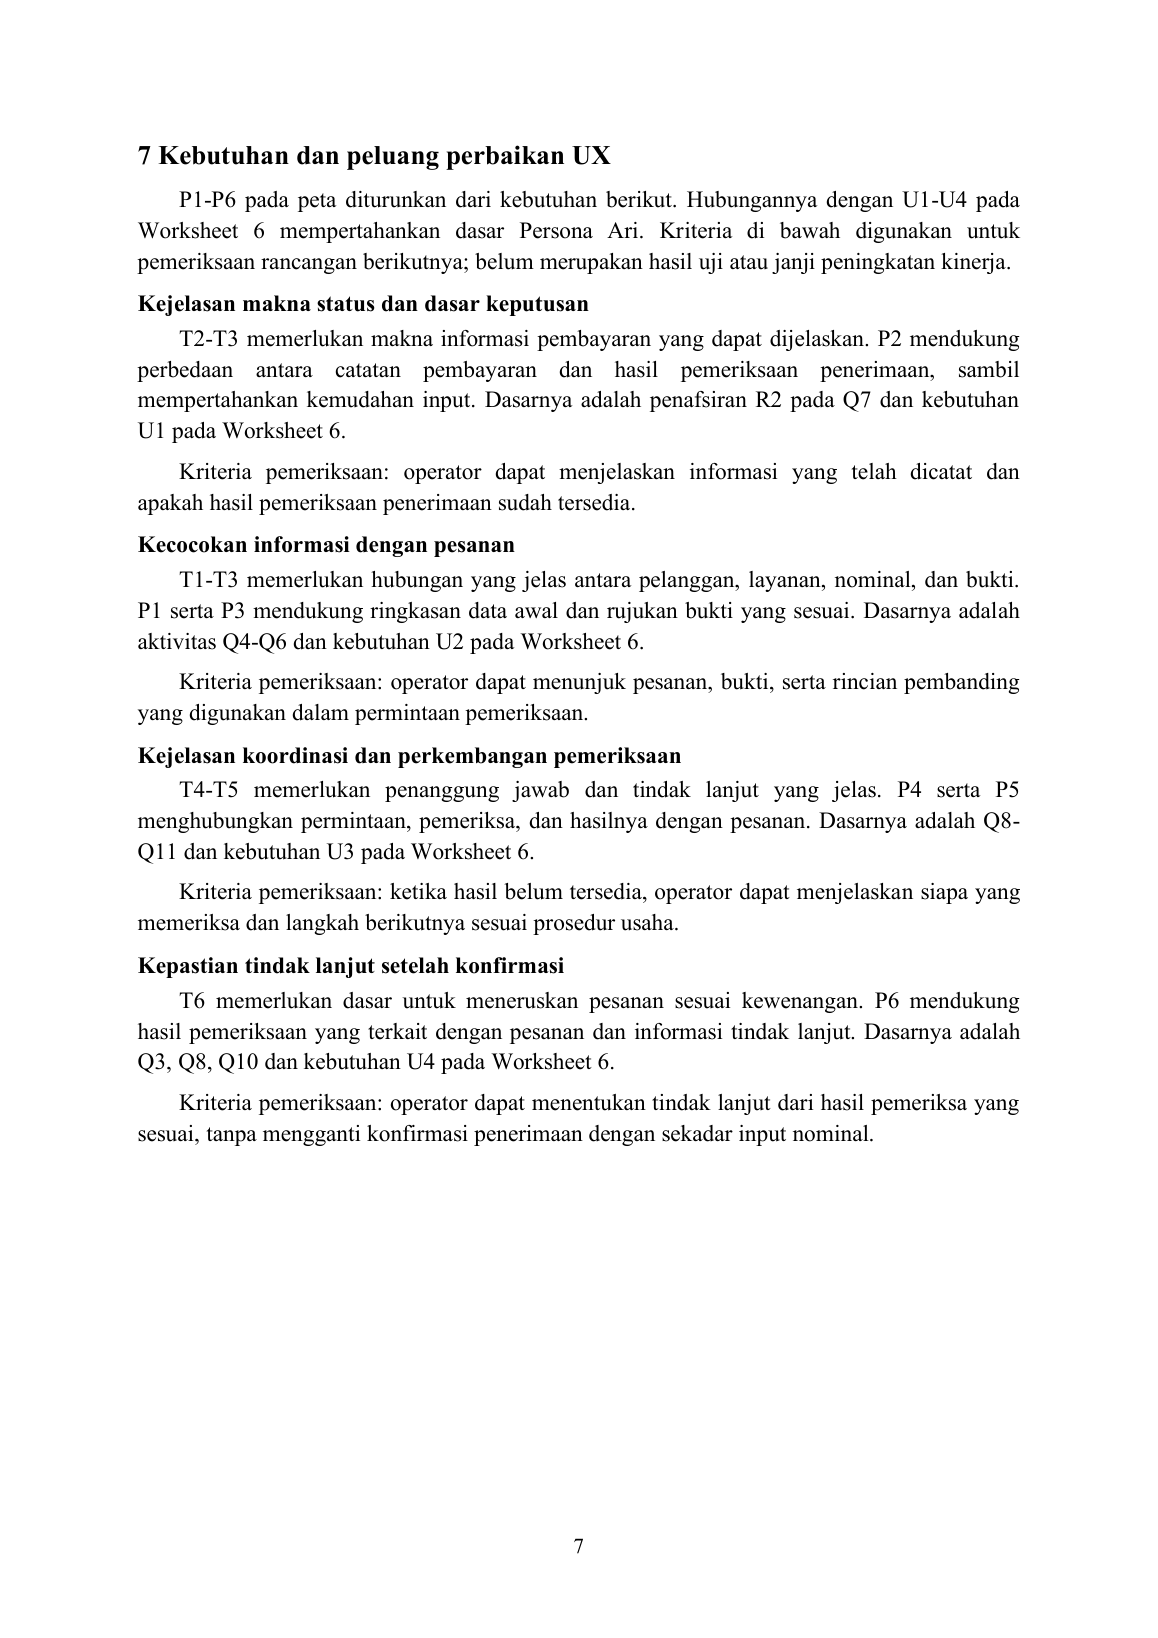 7 Kebutuhan dan peluang perbaikan UX
P1-P6 pada peta diturunkan dari kebutuhan berikut. Hubungannya dengan U1-U4 pada
Worksheet 6 mempertahankan dasar Persona Ari. Kriteria di bawah digunakan untuk
pemeriksaan rancangan berikutnya; belum merupakan hasil uji atau janji peningkatan kinerja.
Kejelasan makna status dan dasar keputusan
T2-T3 memerlukan makna informasi pembayaran yang dapat dijelaskan. P2 mendukung
perbedaan antara catatan pembayaran dan hasil pemeriksaan penerimaan, sambil
mempertahankan kemudahan input. Dasarnya adalah penafsiran R2 pada Q7 dan kebutuhan
U1 pada Worksheet 6.
Kriteria pemeriksaan: operator dapat menjelaskan informasi yang telah dicatat dan
apakah hasil pemeriksaan penerimaan sudah tersedia.
Kecocokan informasi dengan pesanan
T1-T3 memerlukan hubungan yang jelas antara pelanggan, layanan, nominal, dan bukti.
P1 serta P3 mendukung ringkasan data awal dan rujukan bukti yang sesuai. Dasarnya adalah
aktivitas Q4-Q6 dan kebutuhan U2 pada Worksheet 6.
Kriteria pemeriksaan: operator dapat menunjuk pesanan, bukti, serta rincian pembanding
yang digunakan dalam permintaan pemeriksaan.
Kejelasan koordinasi dan perkembangan pemeriksaan
T4-T5 memerlukan penanggung jawab dan tindak lanjut yang jelas. P4 serta P5
menghubungkan permintaan, pemeriksa, dan hasilnya dengan pesanan. Dasarnya adalah Q8-
Q11 dan kebutuhan U3 pada Worksheet 6.
Kriteria pemeriksaan: ketika hasil belum tersedia, operator dapat menjelaskan siapa yang
memeriksa dan langkah berikutnya sesuai prosedur usaha.
Kepastian tindak lanjut setelah konfirmasi
T6 memerlukan dasar untuk meneruskan pesanan sesuai kewenangan. P6 mendukung
hasil pemeriksaan yang terkait dengan pesanan dan informasi tindak lanjut. Dasarnya adalah
Q3, Q8, Q10 dan kebutuhan U4 pada Worksheet 6.
Kriteria pemeriksaan: operator dapat menentukan tindak lanjut dari hasil pemeriksa yang
sesuai, tanpa mengganti konfirmasi penerimaan dengan sekadar input nominal.
7